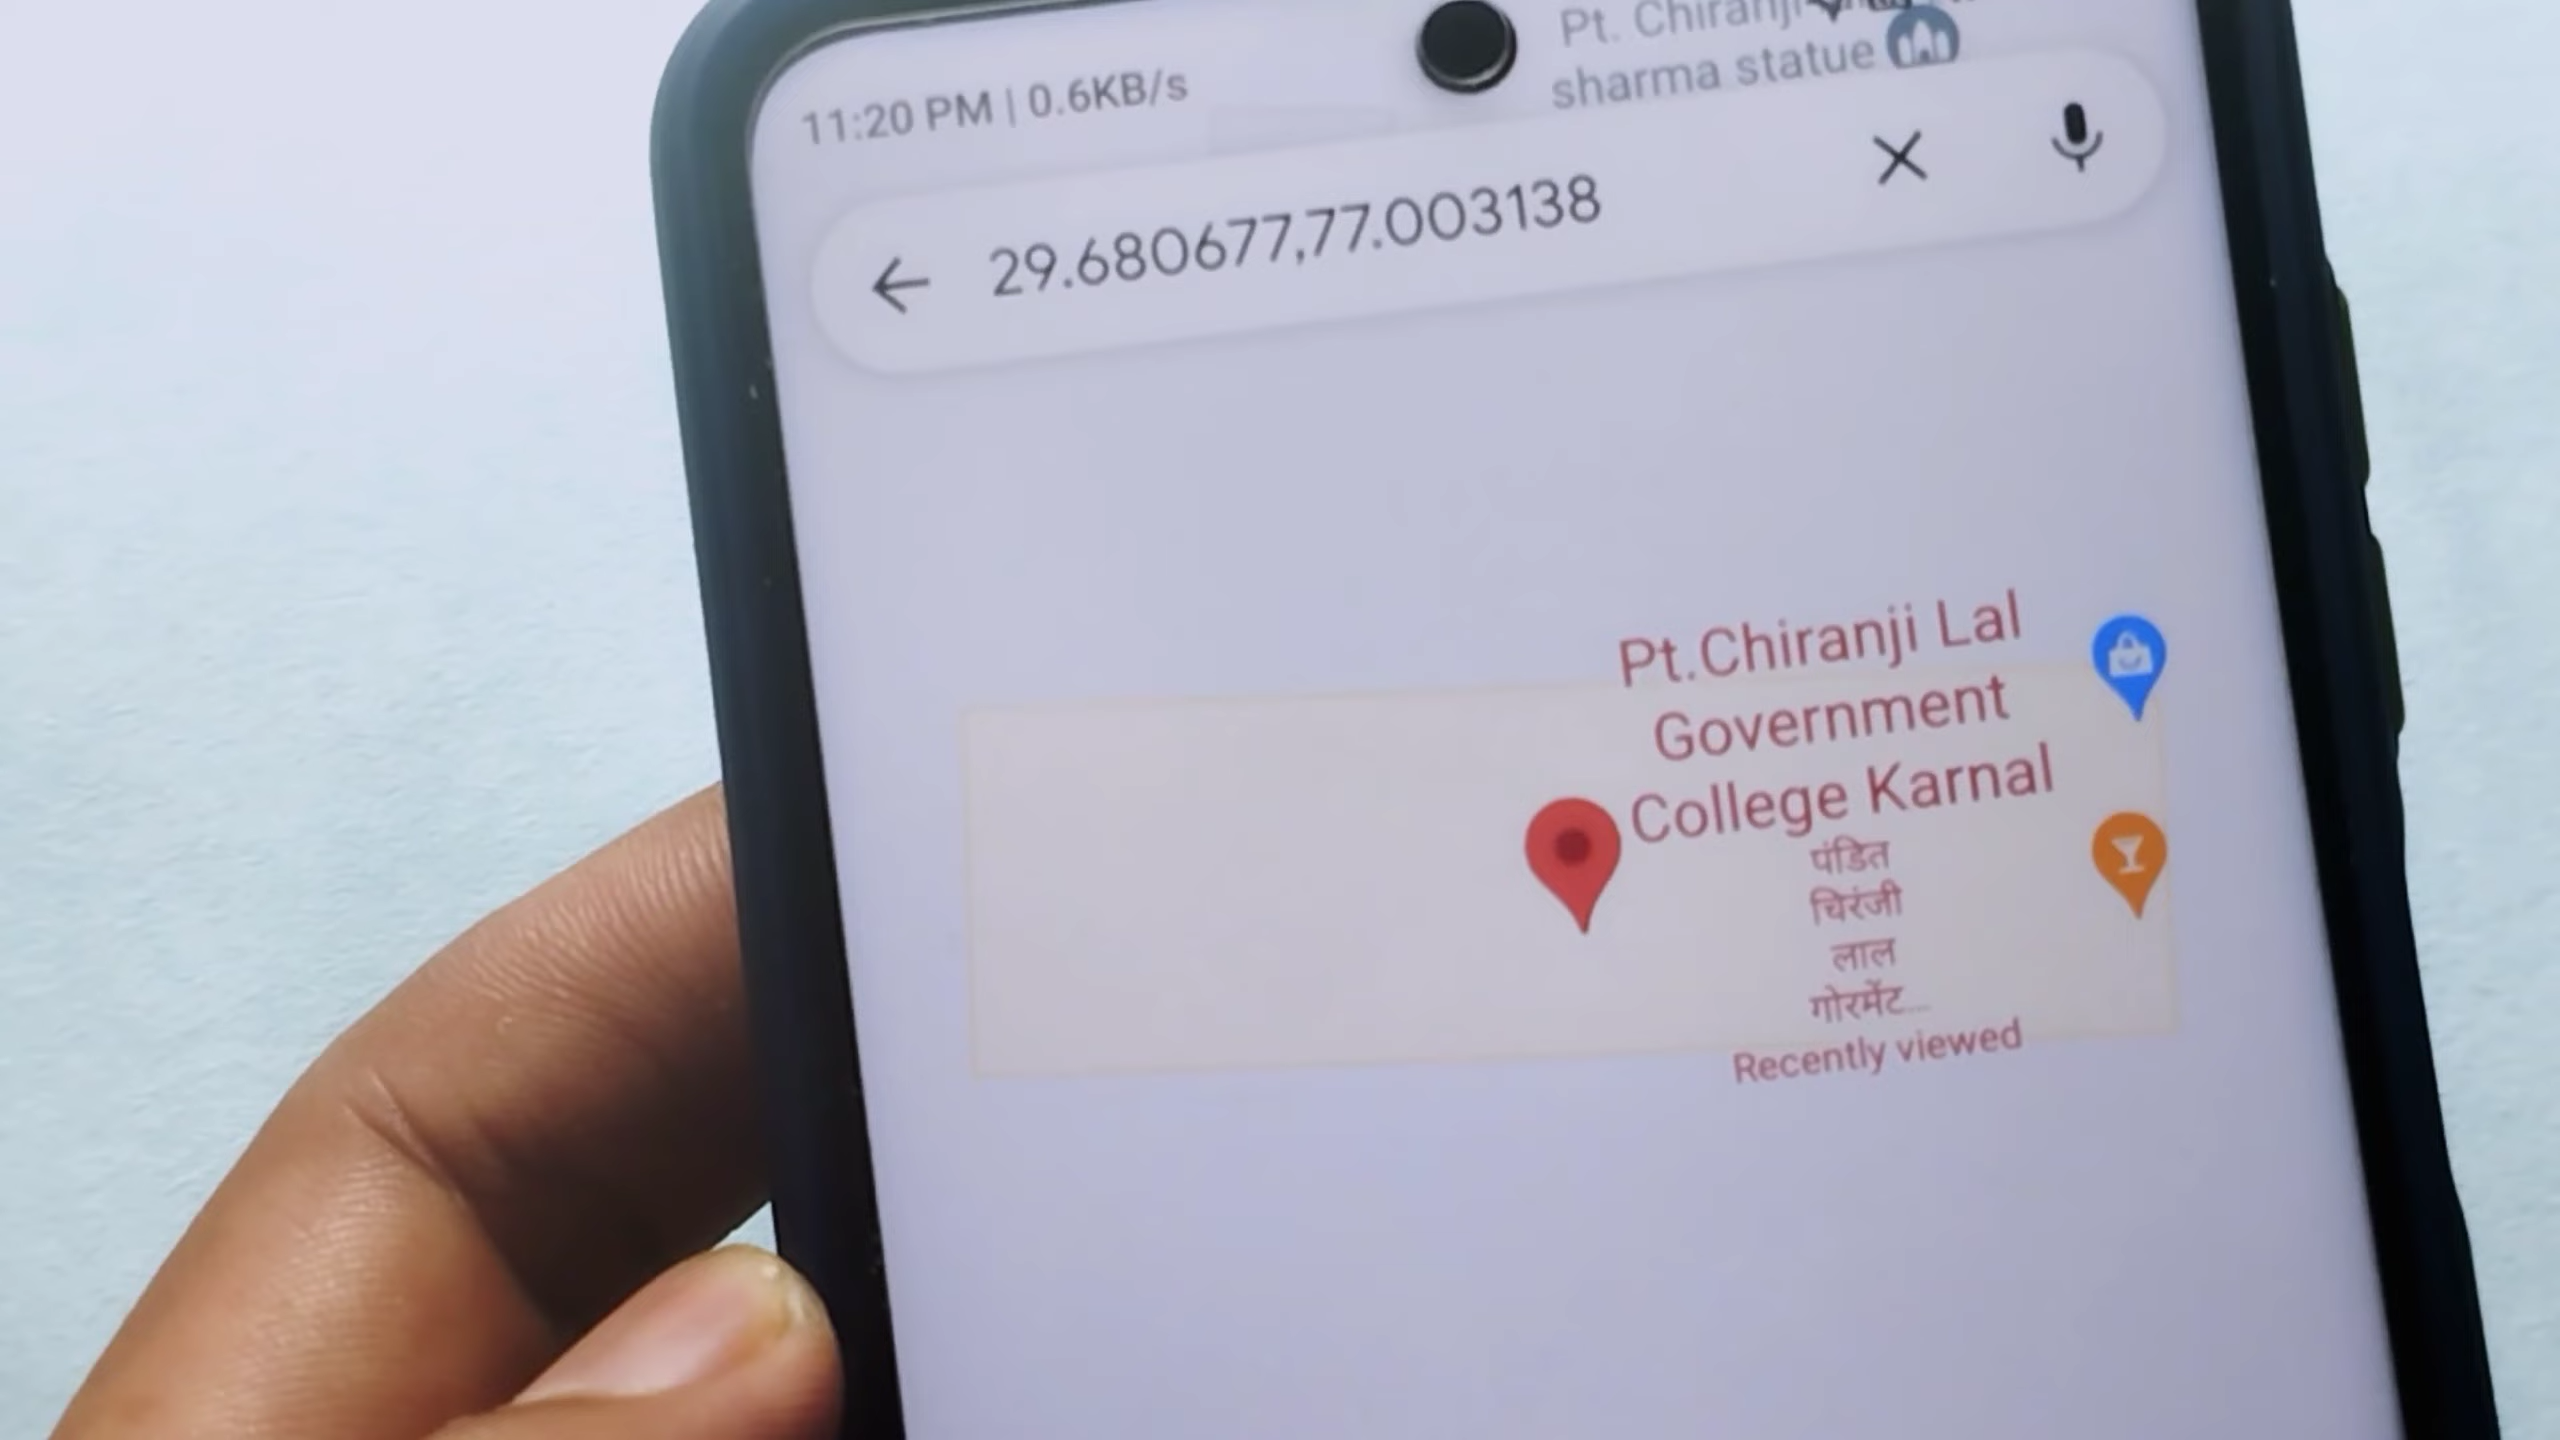 Pt. Chiranji
sharma statue
11:20 PM | 0.6KB/s
29.680677,77.003138
Pt.Chiranji Lal
Government
College Karnal
पंडित
चिरंजी
लाल
गोरमेंट...
Recently viewed